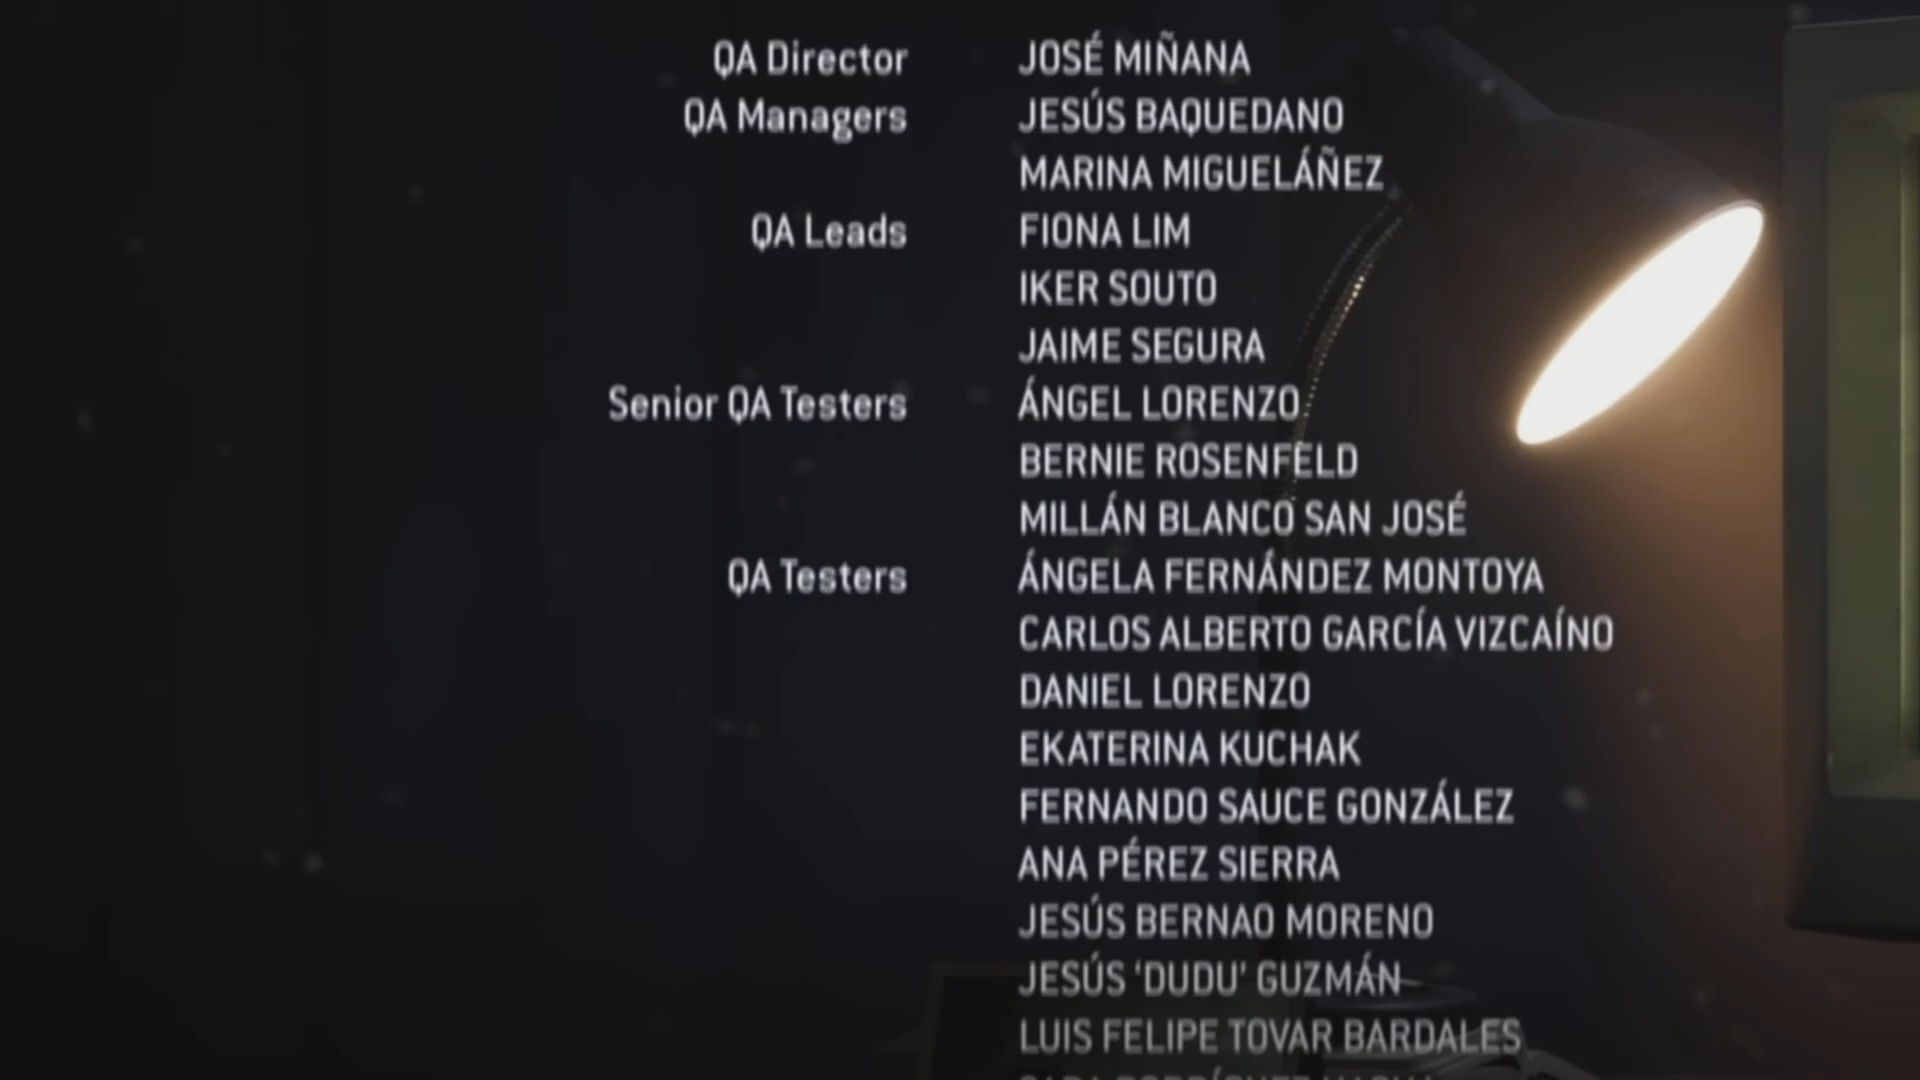 QA Director JOSÉ MIÑANA
QA Managers JESÚS BAQUEDANO
MARINA MIGUELÁÑEZ
QA Leads FIONA LIM
IKER SOUTO
JAIME SEGURA
Senior QA Testers ÁNGEL LORENZO
BERNIE ROSENFELD
MILLÁN BLANCO SAN JOSÉ
QA Testers ÁNGELA FERNÁNDEZ MONTOYA
CARLOS ALBERTO GARCÍA VIZCAÍNO
DANIEL LORENZO
EKATERINA KUCHAK
FERNANDO SAUCE GONZÁLEZ
ANA PÉREZ SIERRA
JESÚS BERNAO MORENO
JESÚS ‘DUDU’ GUZMÁN
LUIS FELIPE TOVAR BARDALES